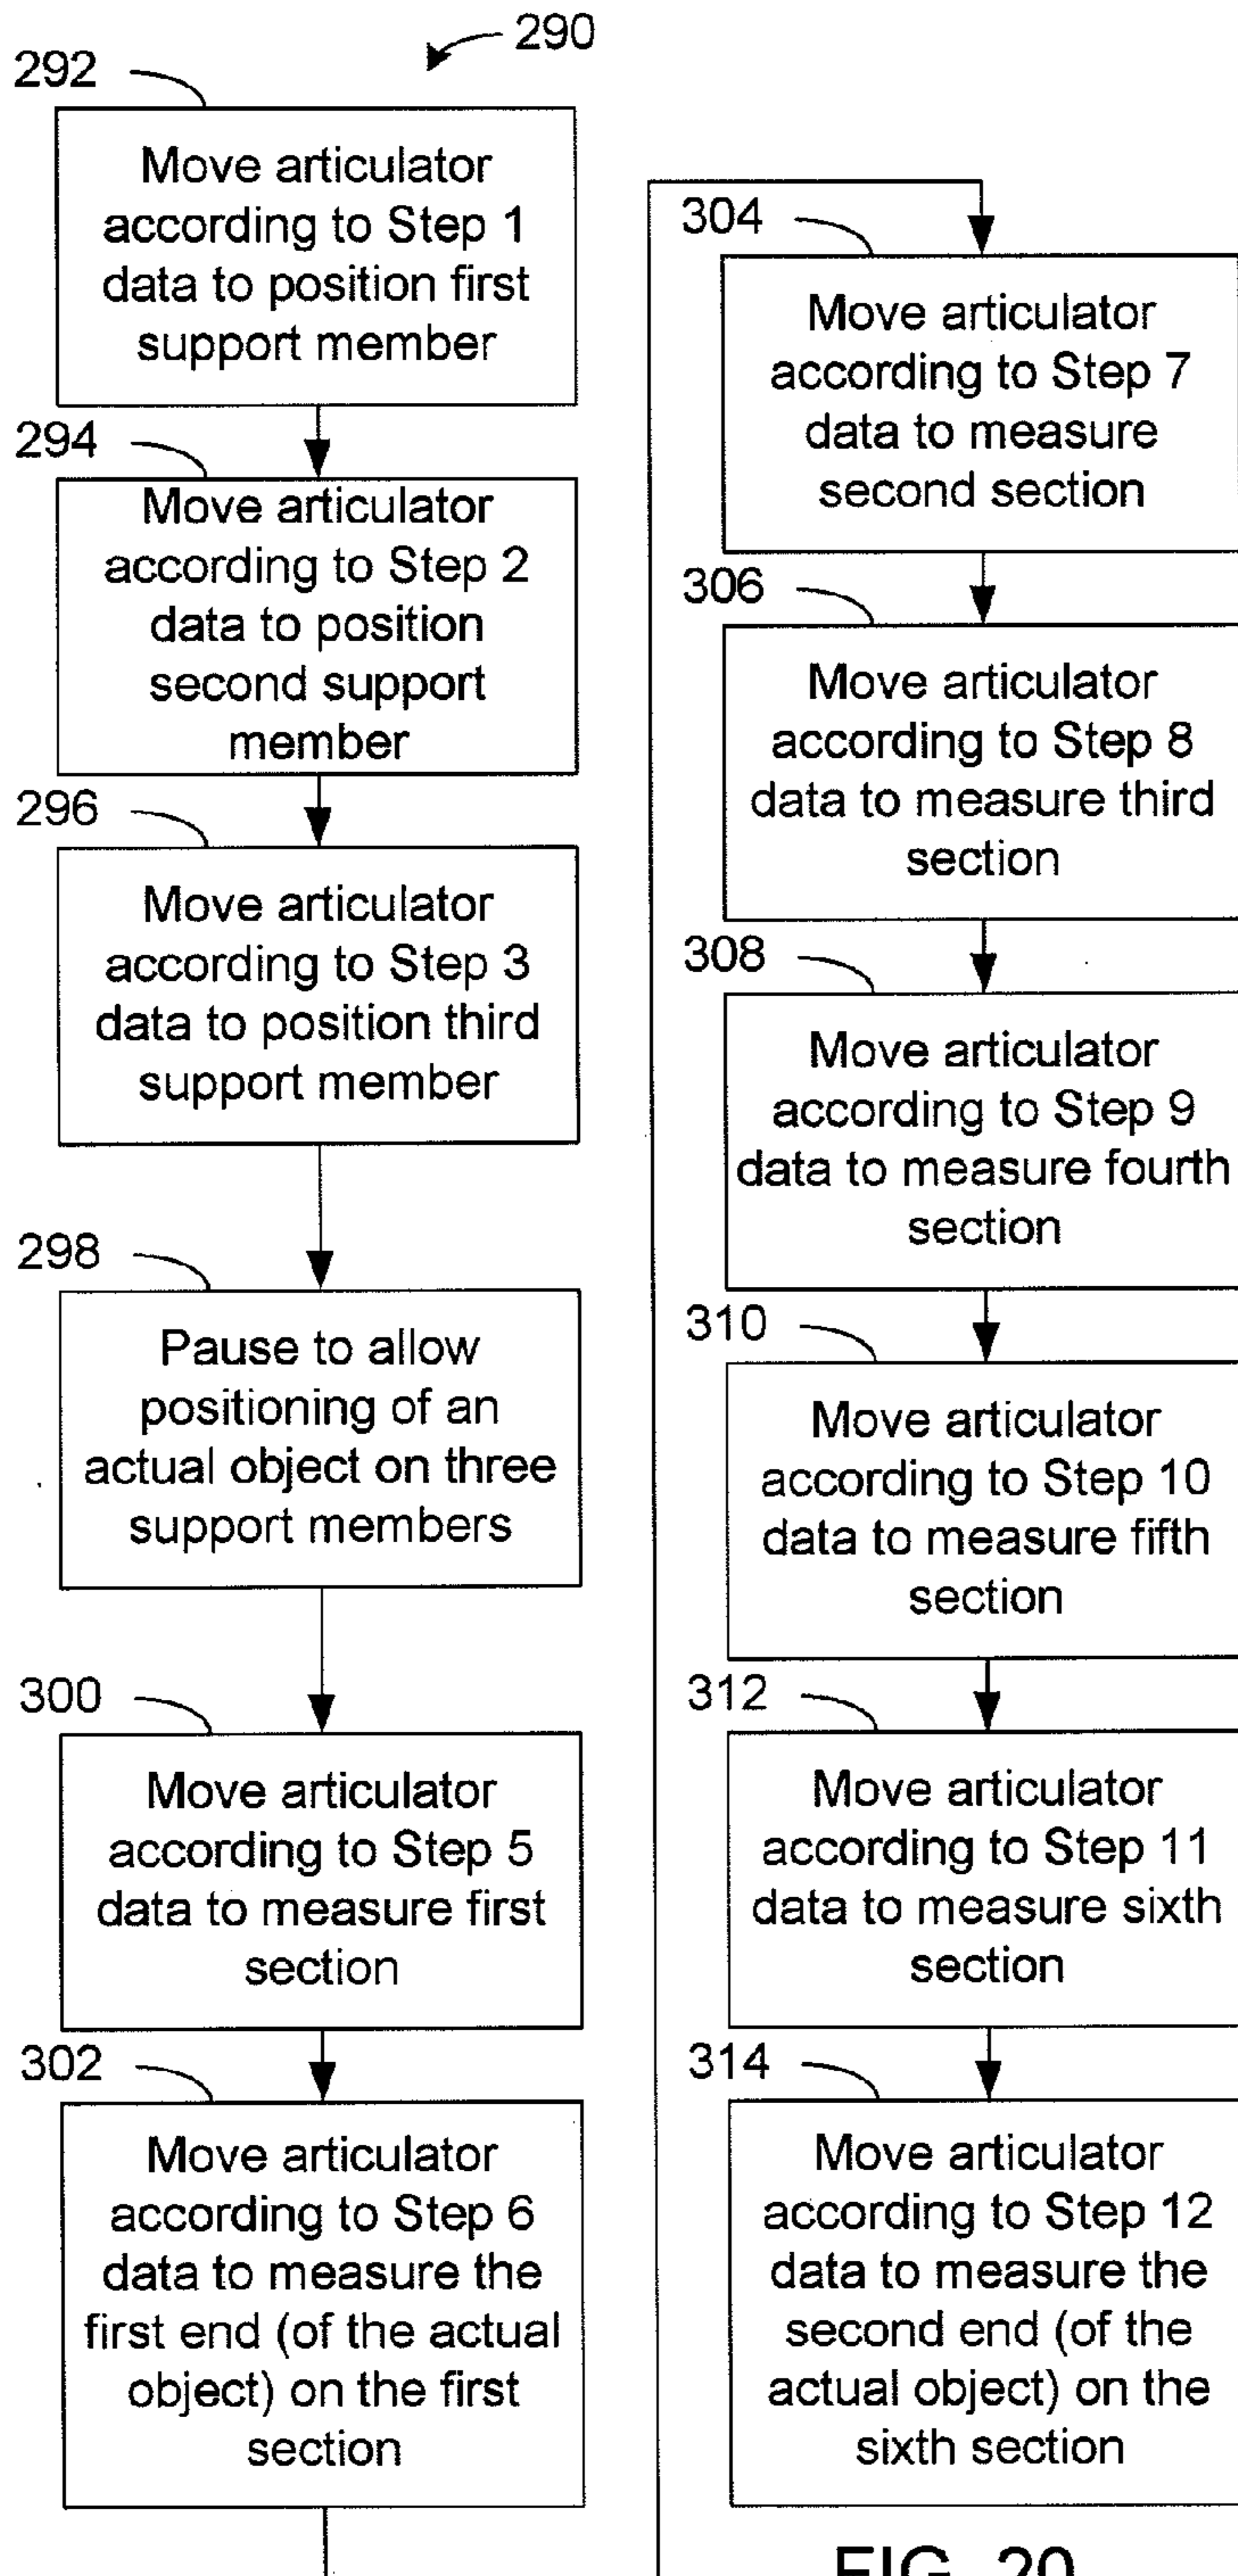 290
292
Move articulator
according to Step 1
data to position first
support member
294
Move articulator
according to Step 2
data to position
second support
member
296
Move articulator
according to Step 3
data to position third
support member
298
Pause to allow
positioning of an
actual object on three
support members
300
Move articulator
according to Step 5
data to measure first
section
302
Move articulator
according to Step 6
data to measure the
first end (of the actual
object) on the first
section
304
Move articulator
according to Step 7
data to measure
second section
306
Move articulator
according to Step 8
data to measure third
section
308
Move articulator
according to Step 9
data to measure fourth
section
310
Move articulator
according to Step 10
data to measure fifth
section
312
Move articulator
according to Step 11
data to measure sixth
section
314
Move articulator
according to Step 12
data to measure the
second end (of the
actual object) on the
sixth section
FIG. 20